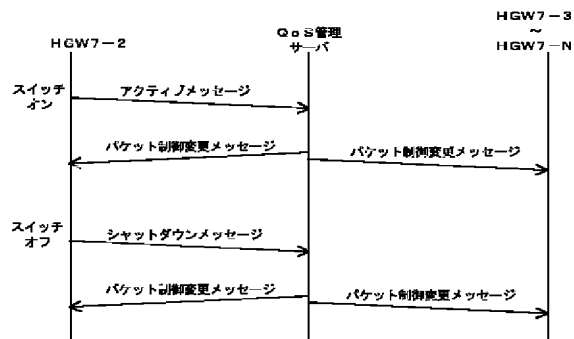 HGW7-2
QoS管理
サーバ
HGW7-3
~
HGW7-N
スイッチ
オン
アクティブメッセージ
パケット制御変更メッセージ
パケット制御変更メッセージ
スイッチ
オフ
シャットダウンメッセージ
パケット制御変更メッセージ
パケット制御変更メッセージ